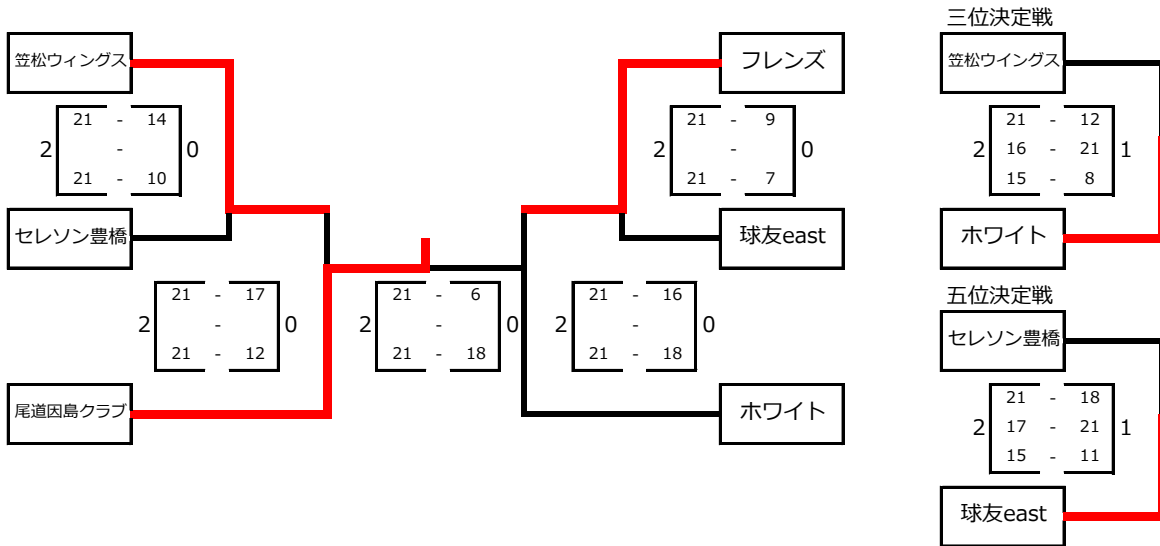 三位決定戦
笠松ウィングス
フレンズ
笠松ウイングス
21 - 14
2 - 0
21 - 10
21 - 9
2 - 0
21 - 7
21 - 12
2 16 - 21 1
15 - 8
セレソン豊橋
球友east
ホワイト
21 - 17
2 - 0
21 - 12
21 - 6
2 - 0
21 - 18
21 - 16
2 - 0
21 - 18
五位決定戦
セレソン豊橋
尾道因島クラブ
ホワイト
21 - 18
2 17 - 21 1
15 - 11
球友east